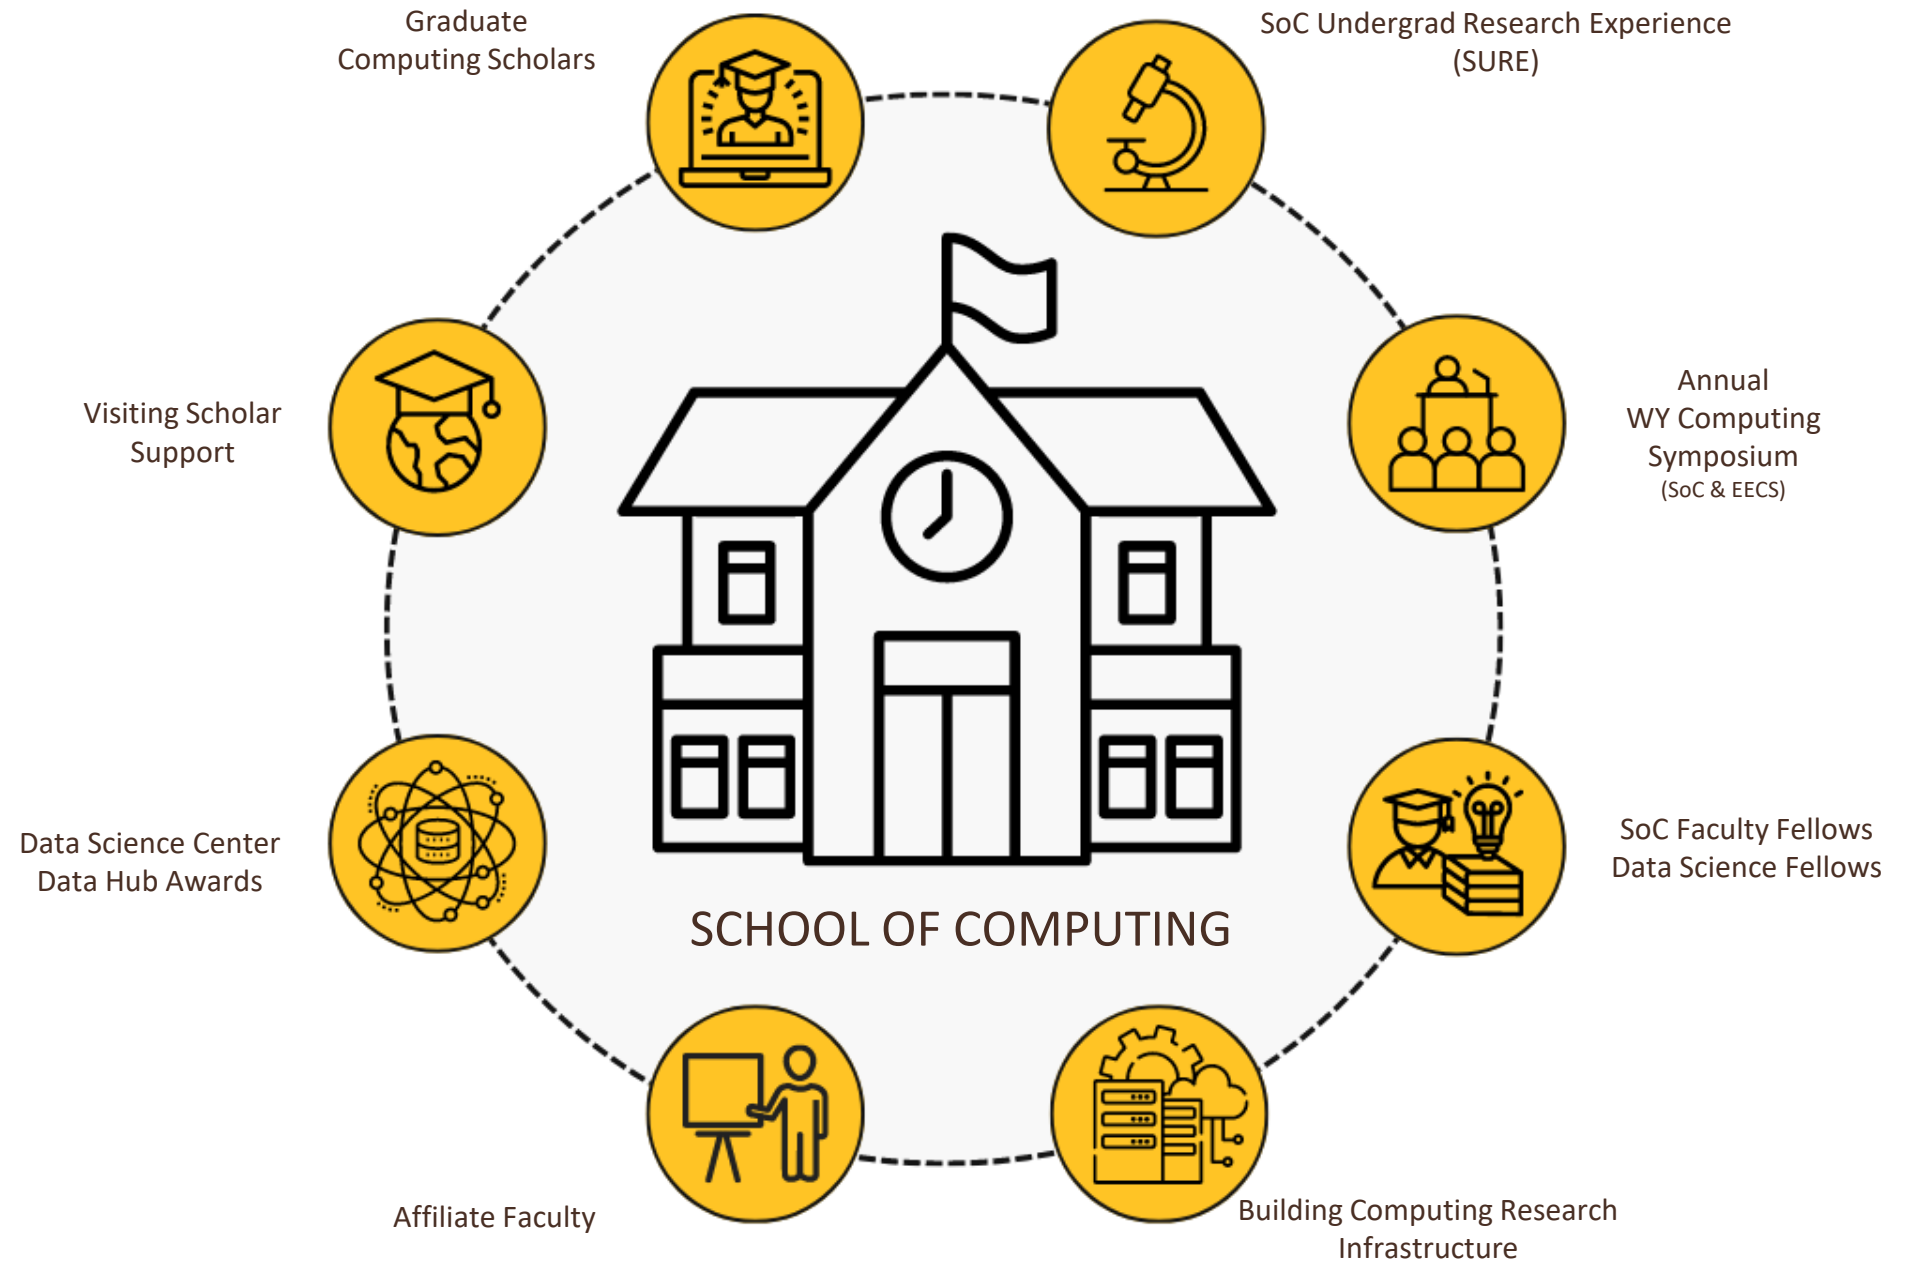 Graduate
Computing Scholars
SoC Undergrad Research Experience
(SURE)
Visiting Scholar
Support
Annual
WY Computing
Symposium
(SoC & EECS)
Data Science Center
Data Hub Awards
SoC Faculty Fellows
Data Science Fellows
SCHOOL OF COMPUTING
Affiliate Faculty
Building Computing Research
Infrastructure